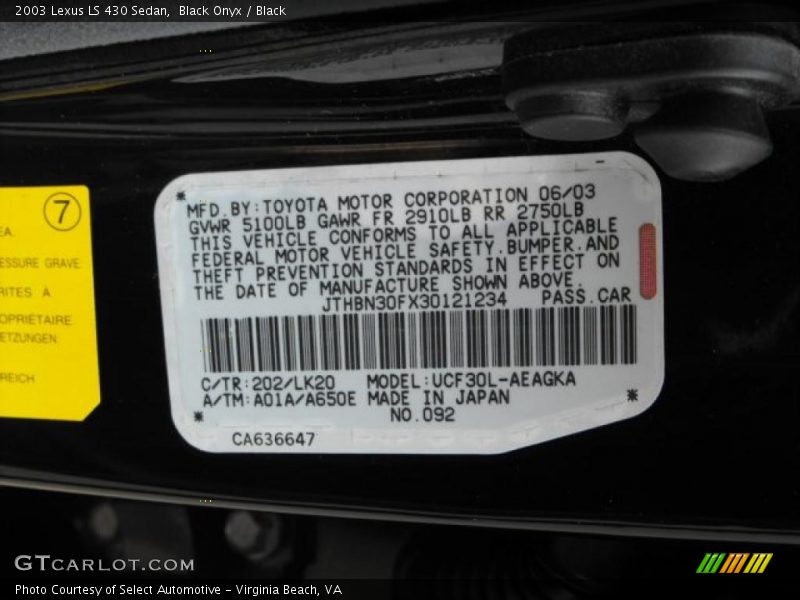 2003 Lexus LS 430 Sedan,  Black Onyx / Black
7
EA.
ESSURE GRAVE
RITES À
OPRIÉTAIRE
ETZUNGEN
REICH
MFD.BY:TOYOTA MOTOR CORPORATION 06/03
GVWR 5100LB GAWR FR 2910LB RR 2750LB
THIS VEHICLE CONFORMS TO ALL APPLICABLE
FEDERAL MOTOR VEHICLE SAFETY,BUMPER,AND
THEFT PREVENTION STANDARDS IN EFFECT ON
THE DATE OF MANUFACTURE SHOWN ABOVE.
JTHBN30FX30121234 PASS.CAR
C/TR:202/LK20 MODEL:UCF30L-AEAGKA
A/TM:A01A/A650E MADE IN JAPAN
NO.092
CA636647
GTCARLOT.COM
Photo Courtesy of Select Automotive - Virginia Beach, VA